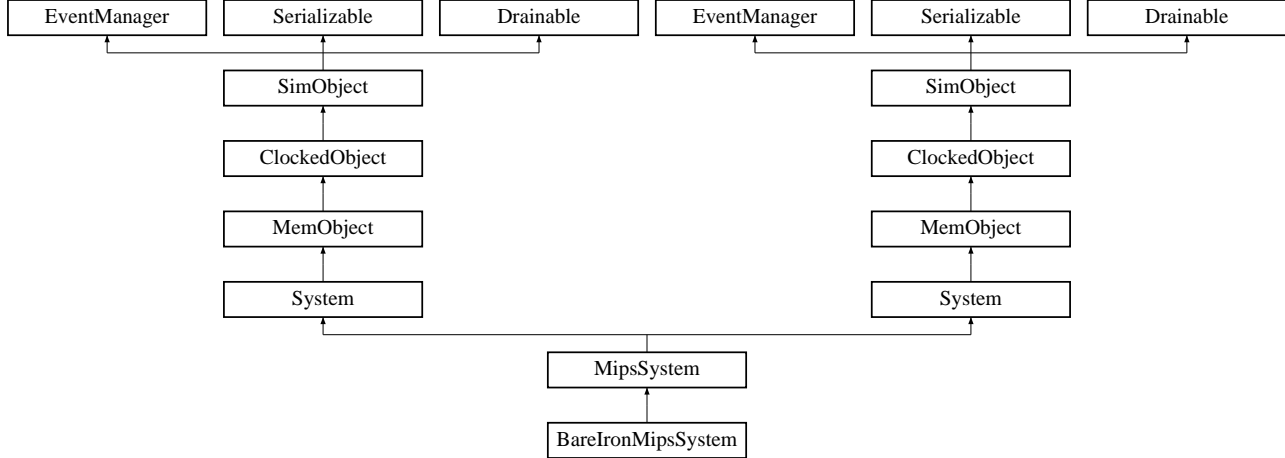 EventManager
Serializable
Drainable
EventManager
Serializable
Drainable
SimObject
SimObject
ClockedObject
ClockedObject
MemObject
MemObject
System
System
MipsSystem
BareIronMipsSystem